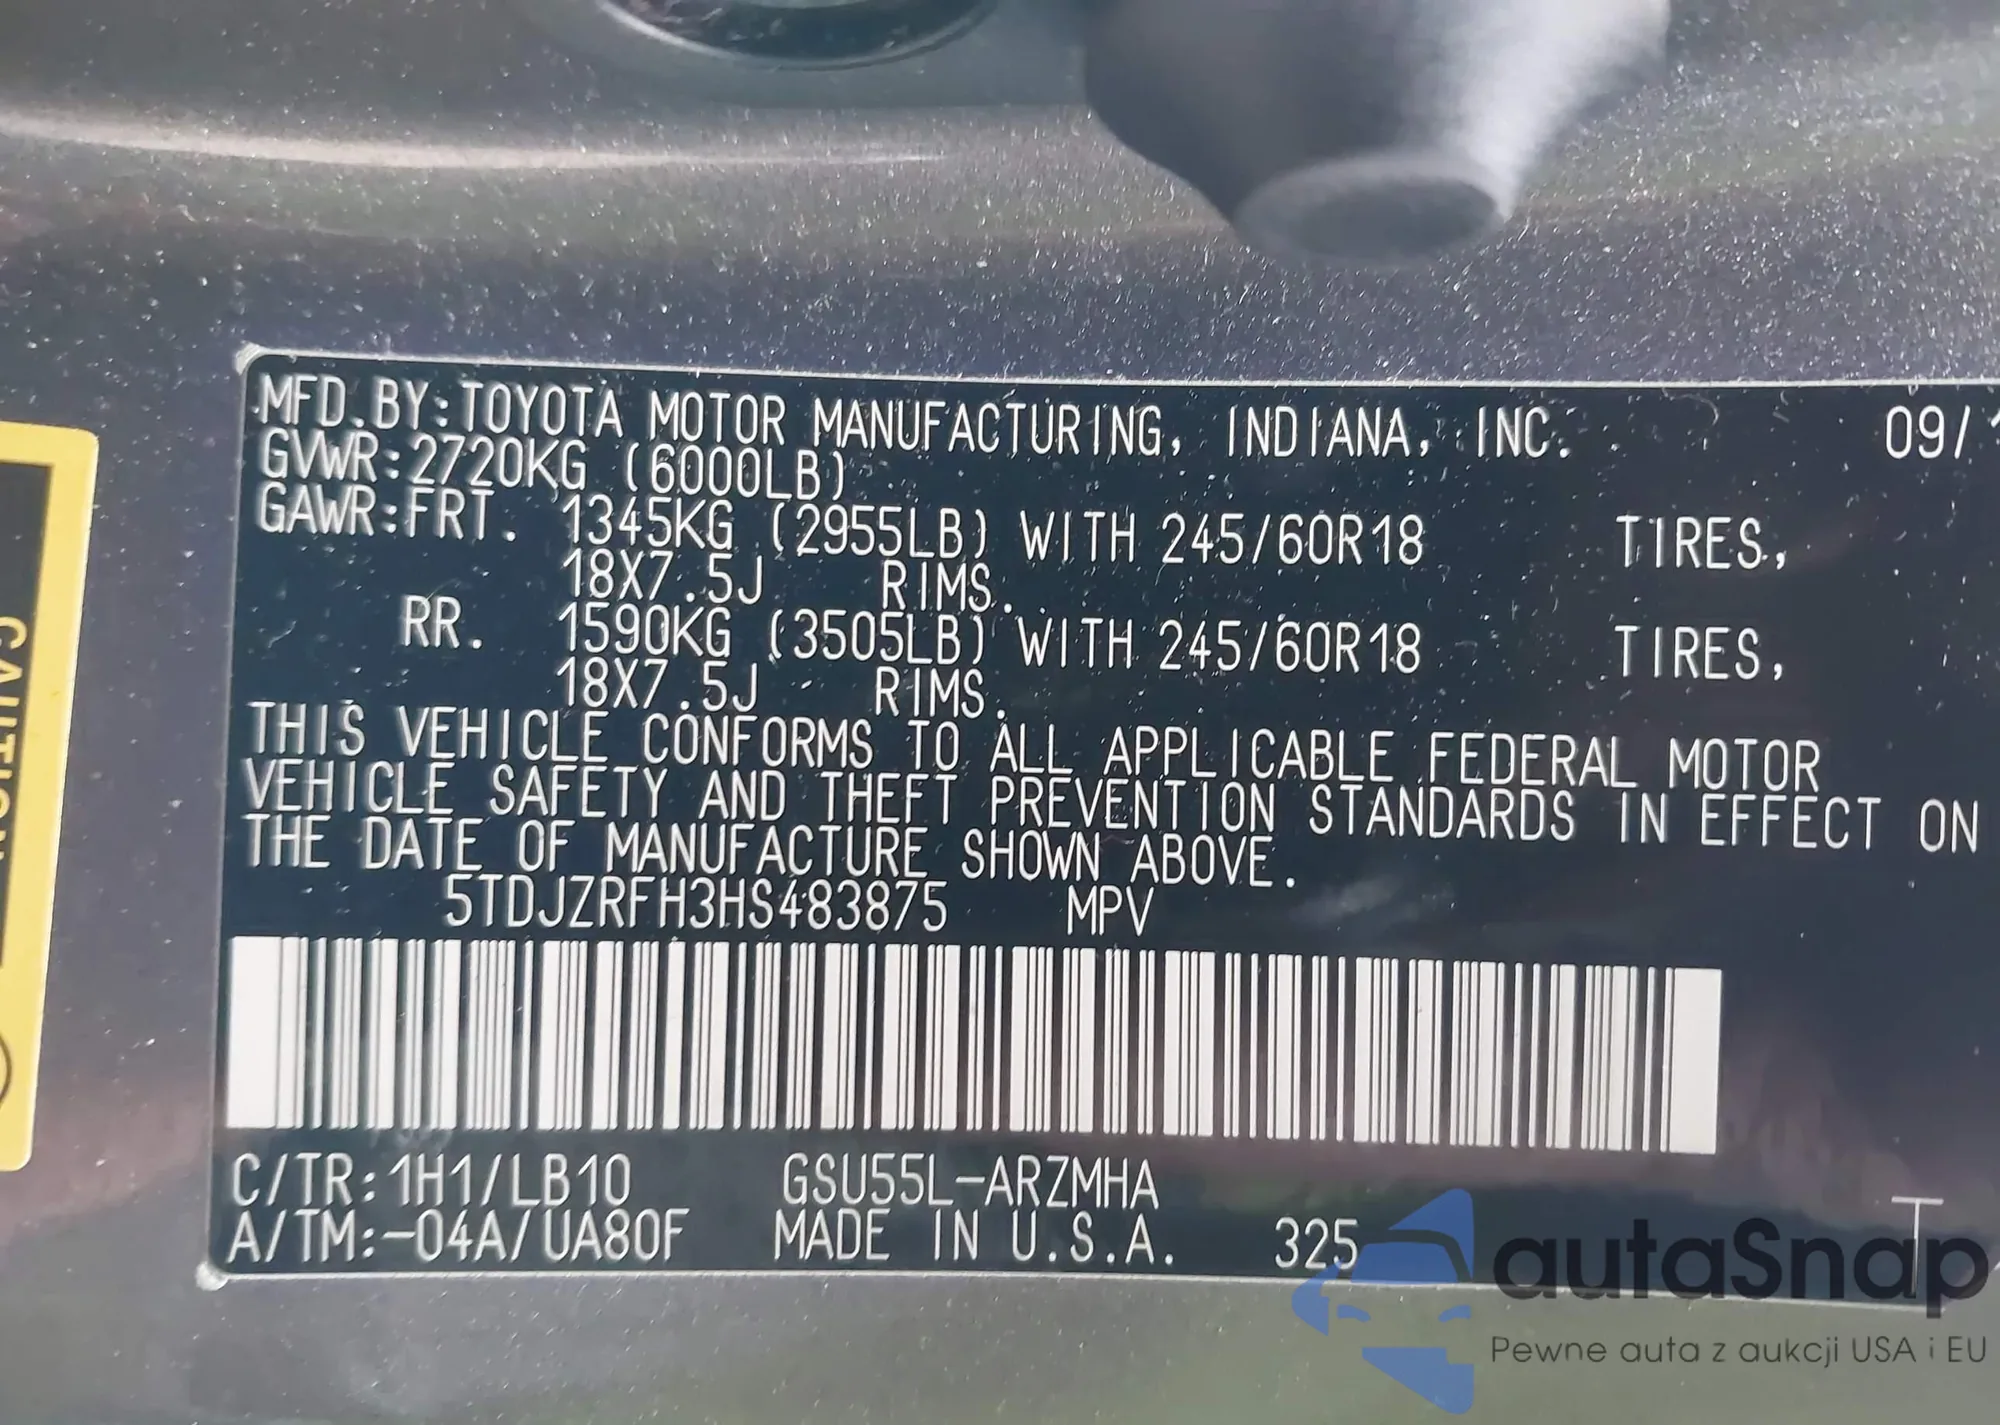 MFD.BY:TOYOTA MOTOR MANUFACTURING, INDIANA, INC. 09/1
GVWR:2720KG (6000LB)
GAWR:FRT. 1345KG (2955LB) WITH 245/60R18 TIRES,
18X7.5J RIMS.
RR. 1590KG (3505LB) WITH 245/60R18 TIRES,
18X7.5J RIMS.
THIS VEHICLE CONFORMS TO ALL APPLICABLE FEDERAL MOTOR
VEHICLE SAFETY AND THEFT PREVENTION STANDARDS IN EFFECT ON
THE DATE OF MANUFACTURE SHOWN ABOVE.
5TDJZRFH3HS483875 MPV
C/TR:1H1/LB10 GSU55L-ARZMHA
A/TM:-04A/UA80F MADE IN U.S.A. 325 T
CAUTION
autaSnap
Pewne auta z aukcji USA i EU